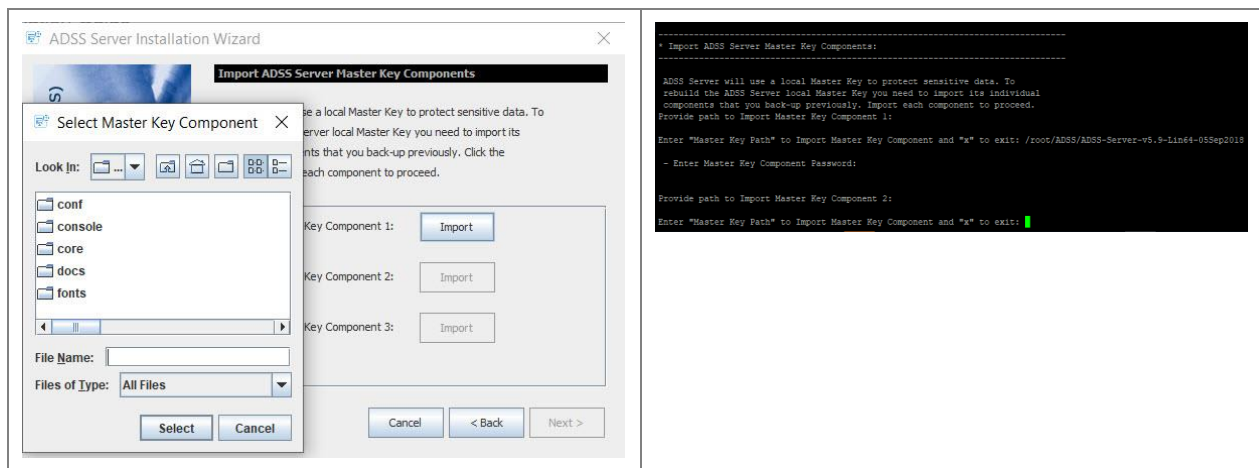 ADSS Server Installation Wizard
S)
Import ADSS Server Master Key Components
se a local Master Key to protect sensitive data. To
erver local Master Key you need to import its
nts that you back-up previously. Click the
each component to proceed.
Key Component 1: Import
Key Component 2: Import
Key Component 3: Import
Cancel < Back Next >
Select Master Key Component
Look In: ...
conf
console
core
docs
fonts
File Name:
Files of Type: All Files
Select Cancel
--------------------------------------------------------------------------------
* Import ADSS Server Master Key Components:
--------------------------------------------------------------------------------
ADSS Server will use a local Master Key to protect sensitive data. To
rebuild the ADSS Server local Master Key you need to import its individual
components that you back-up previously. Import each component to proceed.
Provide path to Import Master Key Component 1:
Enter "Master Key Path" to Import Master Key Component and "x" to exit: /root/ADSS/ADSS-Server-v5.9-Lin64-05Sep2018
- Enter Master Key Component Password:
Provide path to Import Master Key Component 2:
Enter "Master Key Path" to Import Master Key Component and "x" to exit: